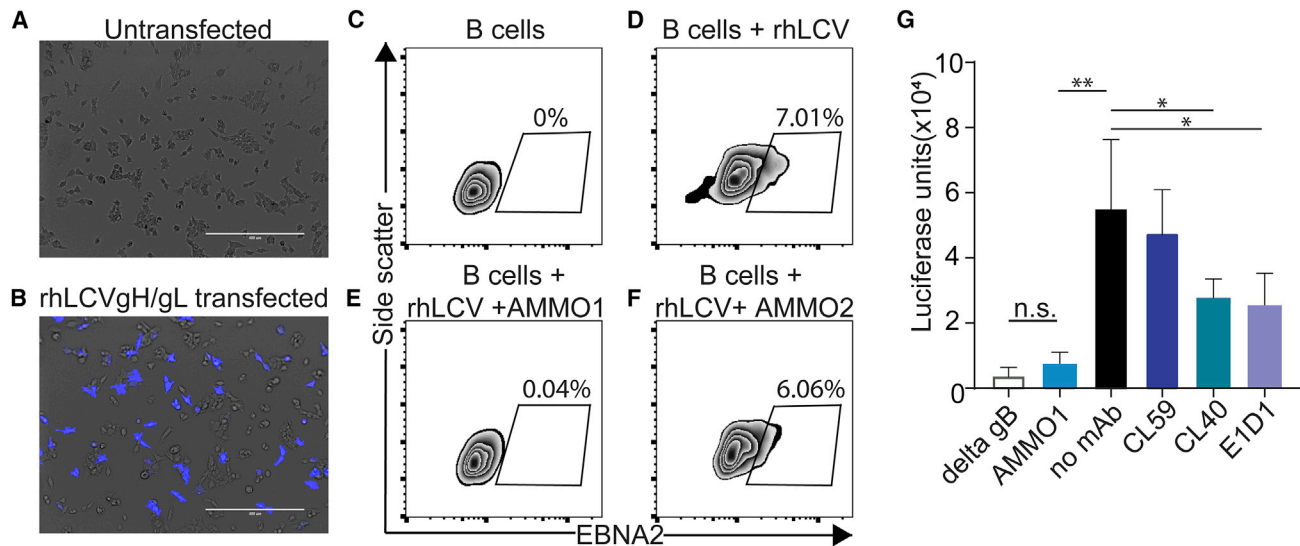 A
Untransfected
B
rhLCVgH/gL transfected
C
B cells
0%
D
B cells + rhLCV
7.01%
E
B cells +
rhLCV +AMMO1
0.04%
F
B cells +
rhLCV+ AMMO2
6.06%
Side scatter
EBNA2
G
Luciferase units(x10⁴)
10
8
6
4
2
0
n.s.
**
*
*
delta gB
AMMO1
no mAb
CL59
CL40
E1D1